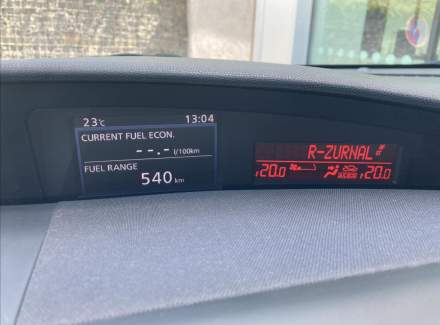 23°C 13:04
CURRENT FUEL ECON.
--.- l/100km
FUEL RANGE
540 km
R-ZURNAL
20.0 20.0